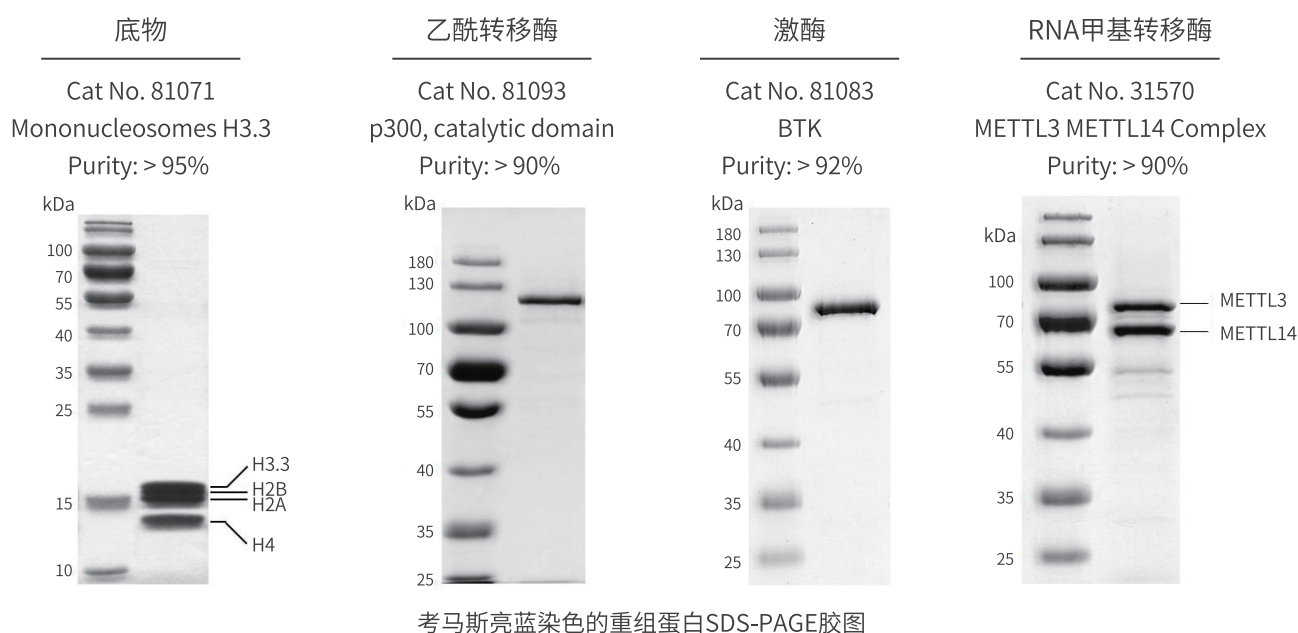 底物
Cat No. 81071
Mononucleosomes H3.3
Purity: > 95%
kDa
100
70
55
40
35
25
15
10
H3.3
H2B
H2A
H4
乙酰转移酶
Cat No. 81093
p300, catalytic domain
Purity: > 90%
kDa
180
130
100
70
55
40
35
25
激酶
Cat No. 81083
BTK
Purity: > 92%
kDa
180
130
100
70
55
40
35
25
RNA甲基转移酶
Cat No. 31570
METTL3 METTL14 Complex
Purity: > 90%
kDa
100
70
55
40
35
25
METTL3
METTL14
考马斯亮蓝染色的重组蛋白SDS-PAGE胶图